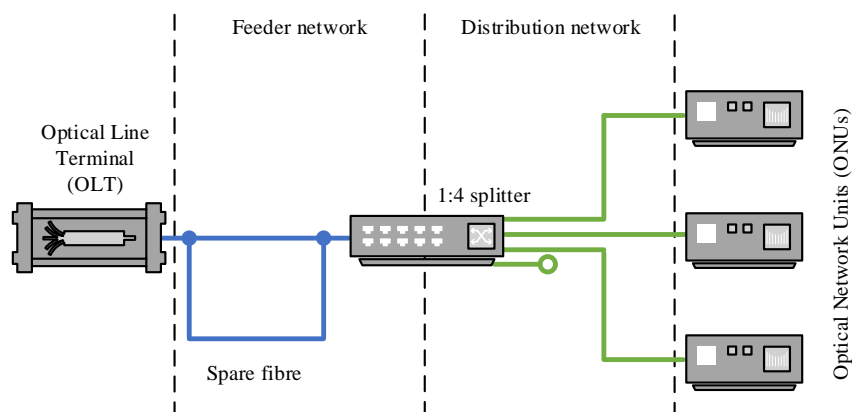 Feeder network
Distribution network
Optical Line
Terminal
(OLT)
1:4 splitter
Spare fibre
Optical Network Units (ONUs)